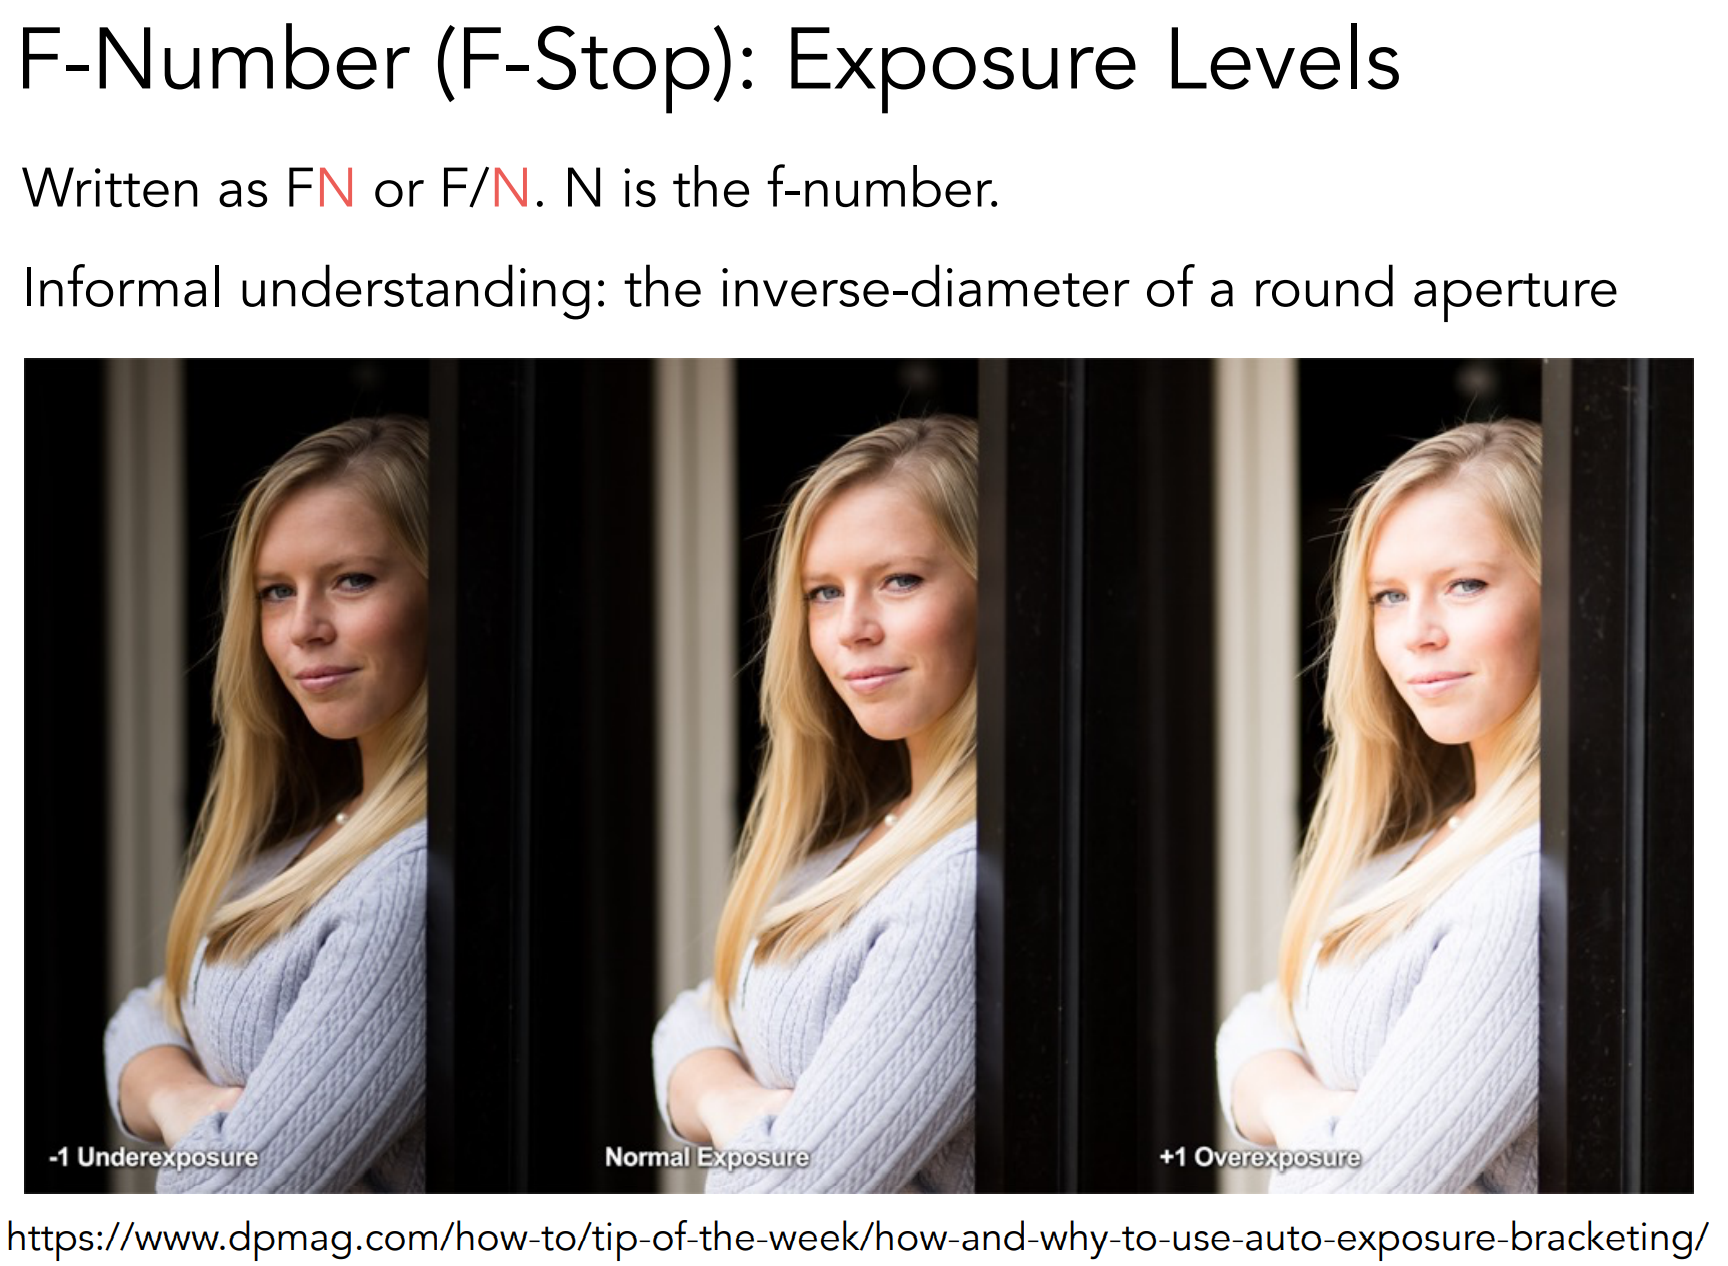 F-Number (F-Stop): Exposure Levels
Written as FN or F/N. N is the f-number.
Informal understanding: the inverse-diameter of a round aperture
-1 Underexposure
Normal Exposure
+1 Overexposure
https://www.dpmag.com/how-to/tip-of-the-week/how-and-why-to-use-auto-exposure-bracketing/